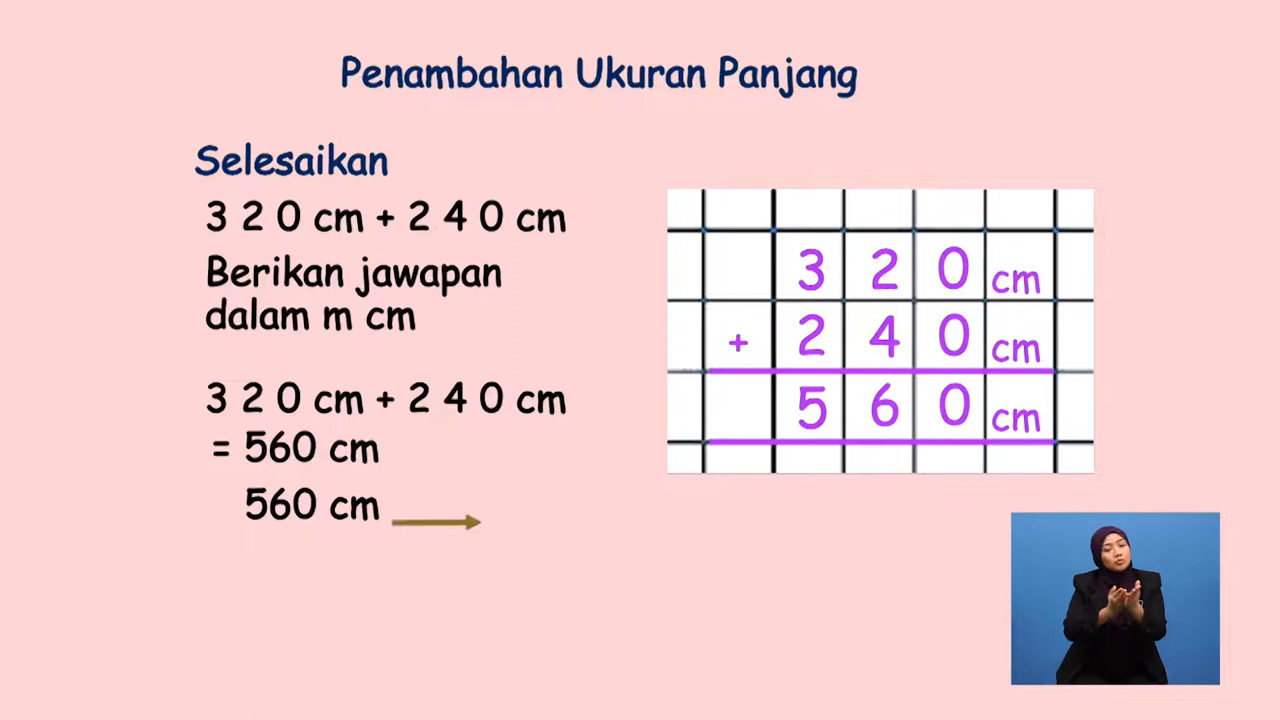 Penambahan Ukuran Panjang
Selesaikan
3 2 0 cm + 2 4 0 cm
Berikan jawapan
dalam m cm
3 2 0 cm + 2 4 0 cm
= 560 cm
560 cm
3 2 0 cm
+ 2 4 0 cm
5 6 0 cm